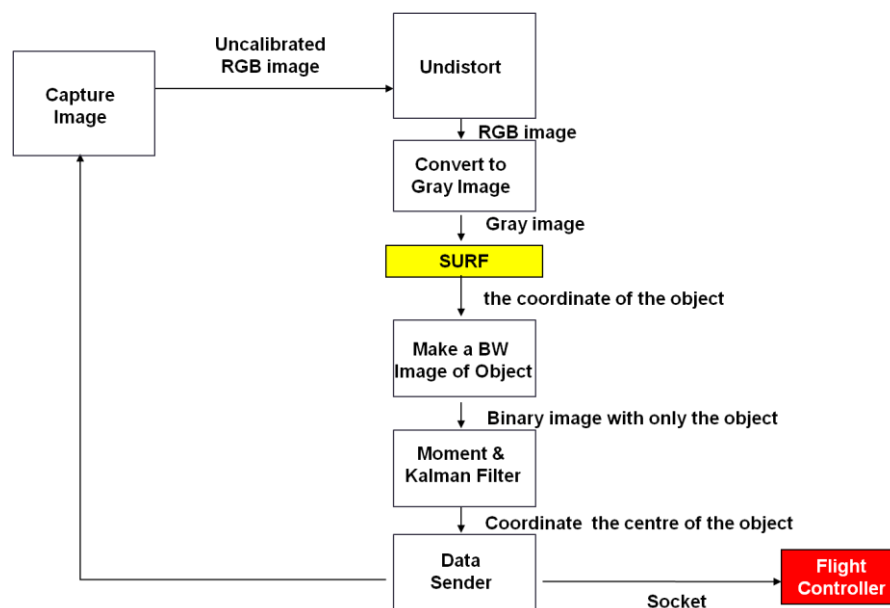 Uncalibrated
RGB image
Capture
Image
Undistort
RGB image
Convert to
Gray Image
Gray image
SURF
the coordinate of the object
Make a BW
Image of Object
Binary image with only the object
Moment &
Kalman Filter
Coordinate the centre of the object
Data
Sender
Socket
Flight
Controller